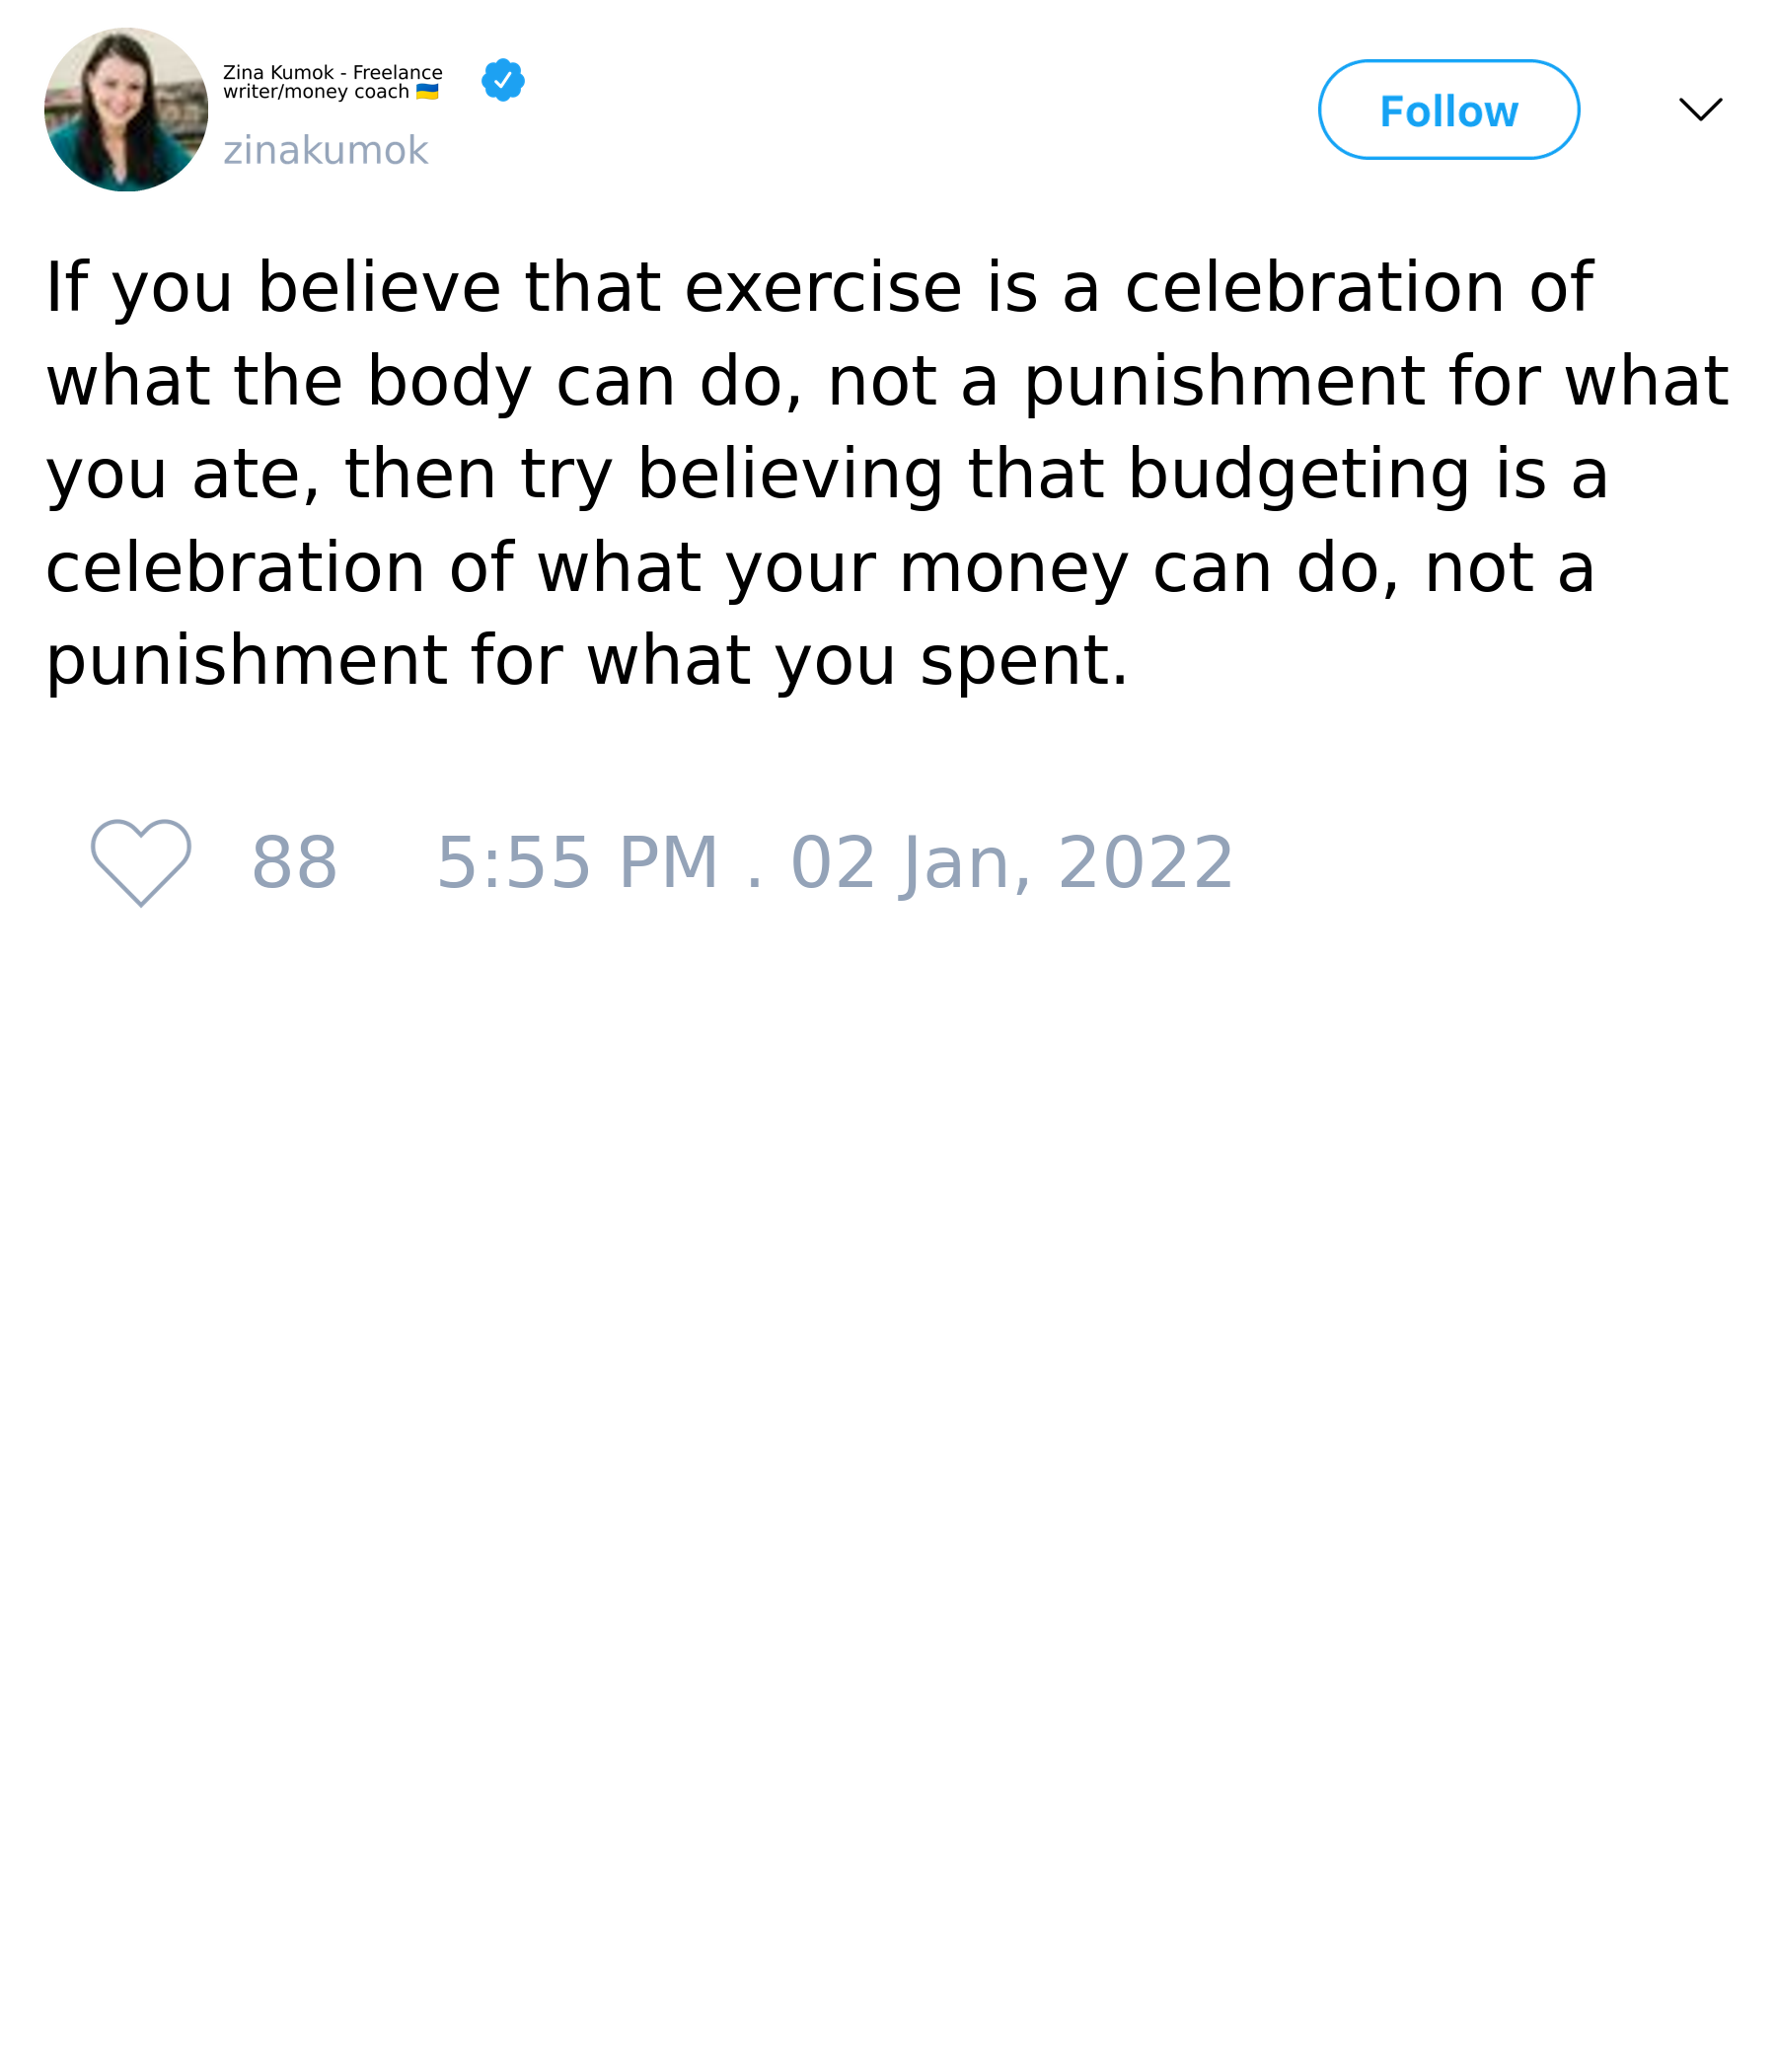 Zina Kumok - Freelance
writer/money coach 🇺🇦
zinakumok
Follow
If you believe that exercise is a celebration of
what the body can do, not a punishment for what
you ate, then try believing that budgeting is a
celebration of what your money can do, not a
punishment for what you spent.
88 5:55 PM . 02 Jan, 2022